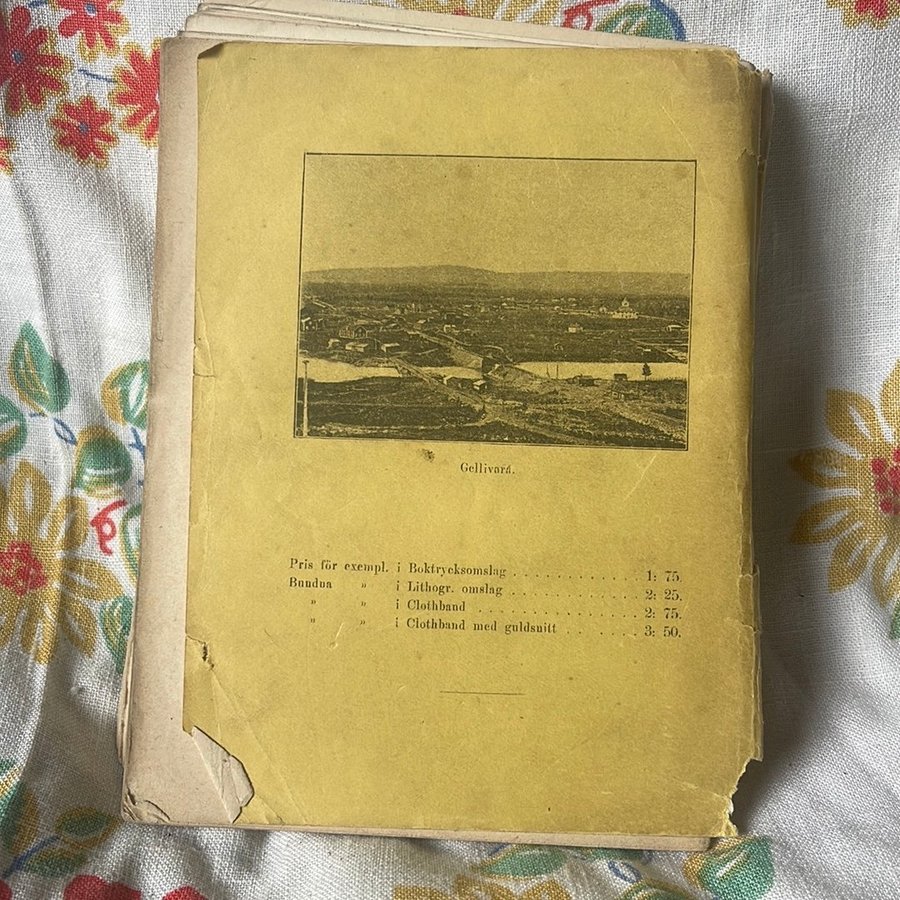 Gellivara.
Pris för exempl. i Boktrycksomslag . . . . . . . . . . . . 1: 75.
Bundna „ i Lithogr. omslag . . . . . . . . . . . . 2: 25.
„ „ i Clothband . . . . . . . . . . . . . . 2: 75.
„ „ i Clothband med guldsnitt . . . . . . . 3: 50.